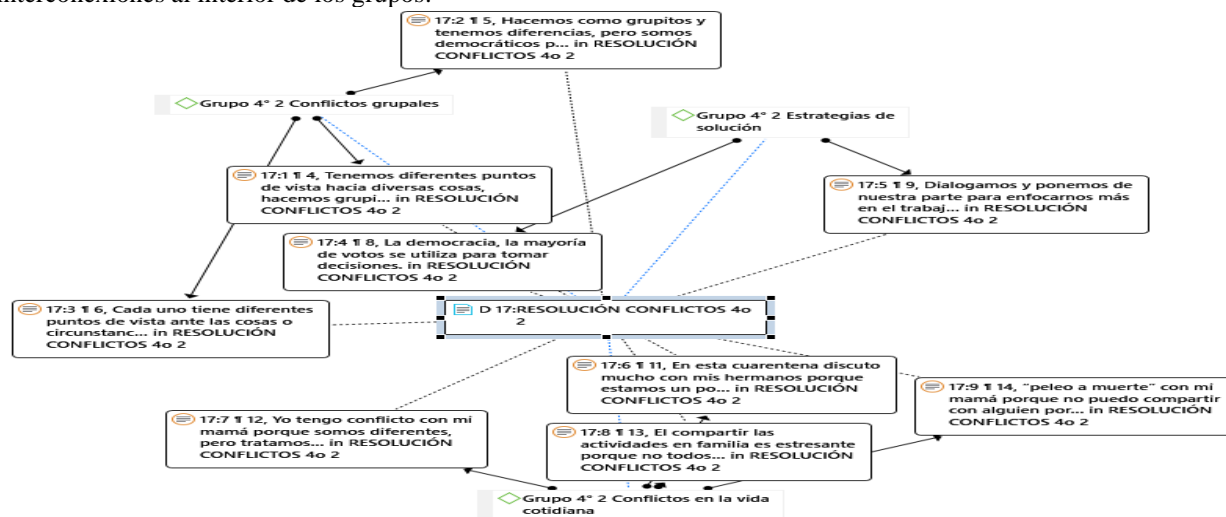 interconexiones al interior de los grupos.
17:2 ¶ 5, Hacemos como grupitos y
tenemos diferencias, pero somos
democráticos p... in RESOLUCIÓN
CONFLICTOS 4o 2
Grupo 4° 2 Conflictos grupales
Grupo 4° 2 Estrategias de
solución
17:1 ¶ 4, Tenemos diferentes puntos
de vista hacia diversas cosas,
hacemos grupi... in RESOLUCIÓN
CONFLICTOS 4o 2
17:5 ¶ 9, Dialogamos y ponemos de
nuestra parte para enfocarnos más
en el trabaj... in RESOLUCIÓN
CONFLICTOS 4o 2
17:4 ¶ 8, La democracia, la mayoría
de votos se utiliza para tomar
decisiones. in RESOLUCIÓN
CONFLICTOS 4o 2
17:3 ¶ 6, Cada uno tiene diferentes
puntos de vista ante las cosas o
circunstanc... in RESOLUCIÓN
CONFLICTOS 4o 2
D 17:RESOLUCIÓN CONFLICTOS 4o
2
17:6 ¶ 11, En esta cuarentena discuto
mucho con mis hermanos porque
estamos un po... in RESOLUCIÓN
CONFLICTOS 4o 2
17:9 ¶ 14, “peleo a muerte” con mi
mamá porque no puedo compartir
con alguien por... in RESOLUCIÓN
CONFLICTOS 4o 2
17:7 ¶ 12, Yo tengo conflicto con mi
mamá porque somos diferentes,
pero tratamos... in RESOLUCIÓN
CONFLICTOS 4o 2
17:8 ¶ 13, El compartir las
actividades en familia es estresante
porque no todos... in RESOLUCIÓN
CONFLICTOS 4o 2
Grupo 4° 2 Conflictos en la vida
cotidiana